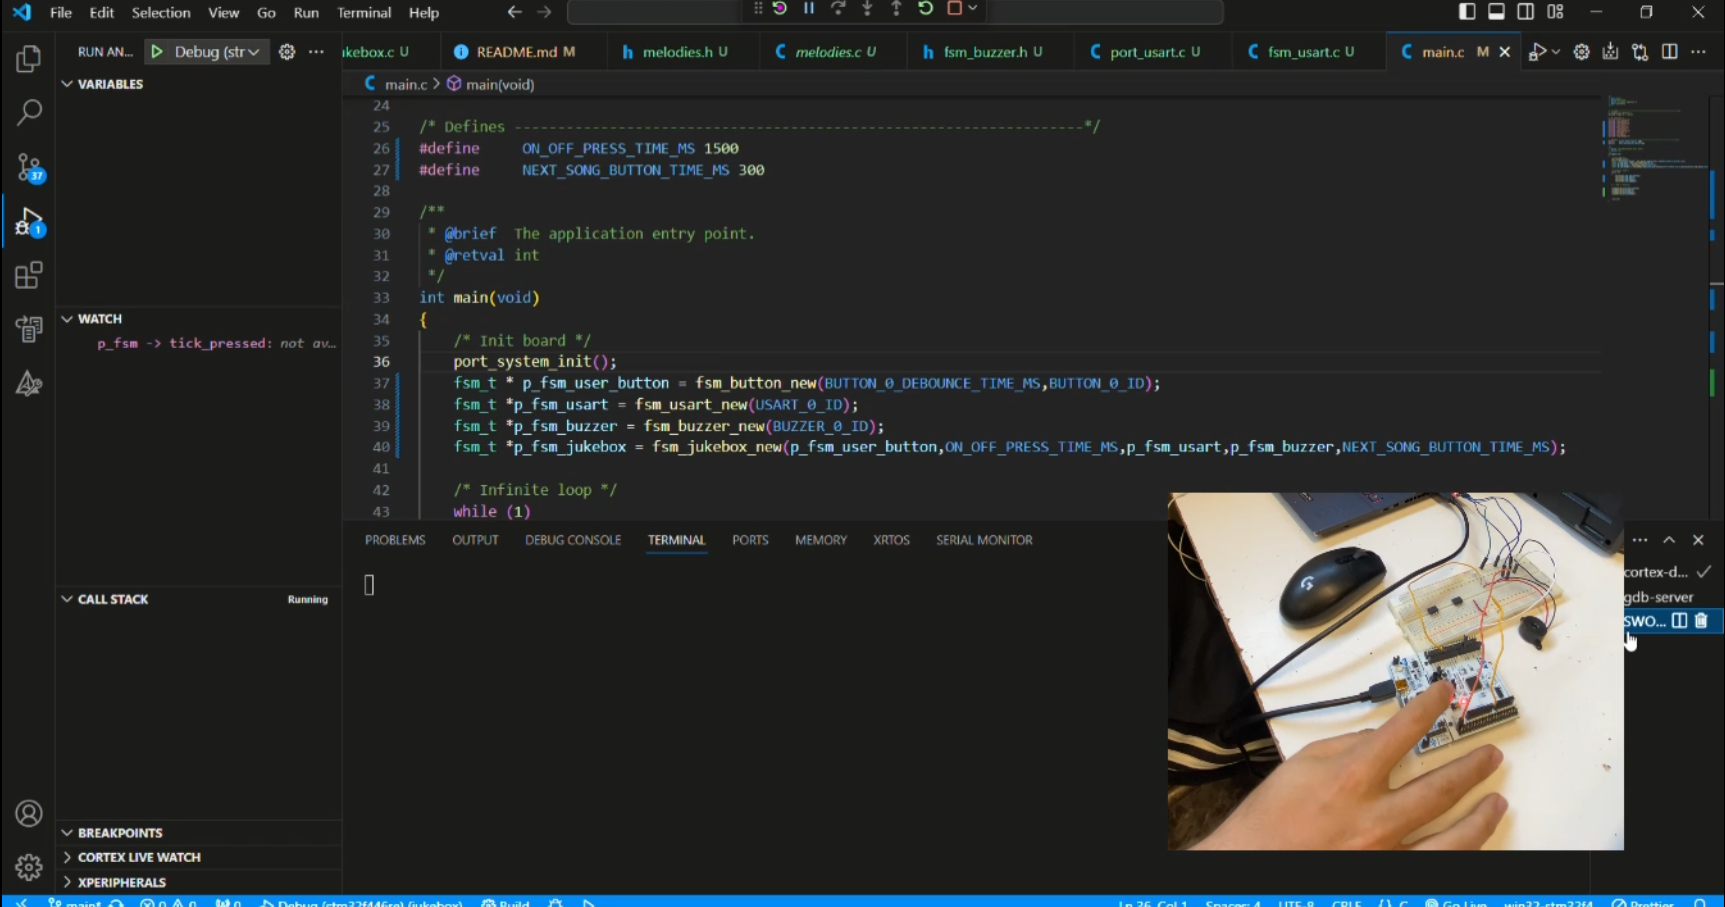 File Edit Selection View Go Run Terminal Help
RUN AN... Debug (str
ukebox.c U README.md M melodies.h U melodies.c U fsm_buzzer.h U port_usart.c U fsm_usart.c U main.c M
VARIABLES
main.c > main(void)
24
25 /* Defines ------------------------------------------------------------------*/
26 #define ON_OFF_PRESS_TIME_MS 1500
27 #define NEXT_SONG_BUTTON_TIME_MS 300
28
29 /**
30 * @brief The application entry point.
31 * @retval int
32 */
33 int main(void)
34 {
35 /* Init board */
36 port_system_init();
37 fsm_t * p_fsm_user_button = fsm_button_new(BUTTON_0_DEBOUNCE_TIME_MS,BUTTON_0_ID);
38 fsm_t *p_fsm_usart = fsm_usart_new(USART_0_ID);
39 fsm_t *p_fsm_buzzer = fsm_buzzer_new(BUZZER_0_ID);
40 fsm_t *p_fsm_jukebox = fsm_jukebox_new(p_fsm_user_button,ON_OFF_PRESS_TIME_MS,p_fsm_usart,p_fsm_buzzer,NEXT_SONG_BUTTON_TIME_MS);
41
42 /* Infinite loop */
43 while (1)
37
1
WATCH
p_fsm -> tick_pressed: not av...
CALL STACK Running
BREAKPOINTS
CORTEX LIVE WATCH
XPERIPHERALS
PROBLEMS OUTPUT DEBUG CONSOLE TERMINAL PORTS MEMORY XRTOS SERIAL MONITOR
cortex-d...
gdb-server
SWO...
main* 0 0 0 Debug (stm32f446re) (jukebox) Build Ln 36, Col 1 Spaces: 4 UTF-8 CRLF {} C Go Live win32-stm32f4 Prettier